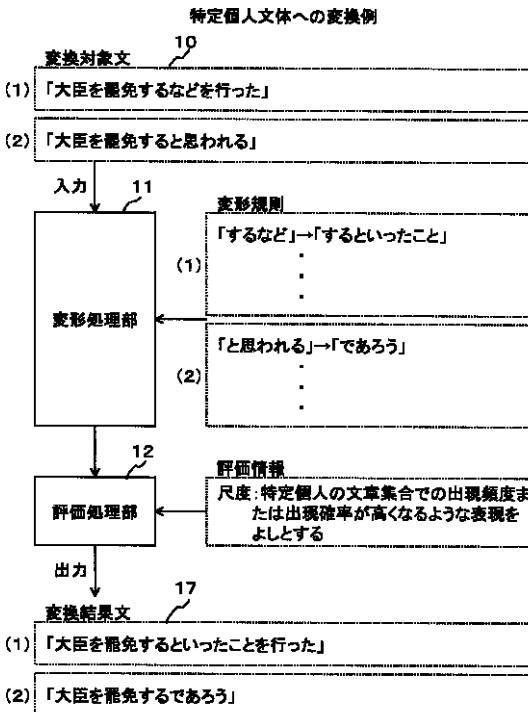 特定個人文体への変換例
10
変換対象文
(1) 「大臣を罷免するなどを行った」
(2) 「大臣を罷免すると思われる」
入力
11
変形規則
「するなど」→「するといったこと」
(1)
・
・
・
変形処理部
「と思われる」→「であろう」
(2)
・
・
・
12
評価情報
評価処理部
尺度:特定個人の文章集合での出現頻度ま
たは出現確率が高くなるような表現を
よしとする
出力
17
変換結果文
(1) 「大臣を罷免するといったことを行った」
(2) 「大臣を罷免するであろう」